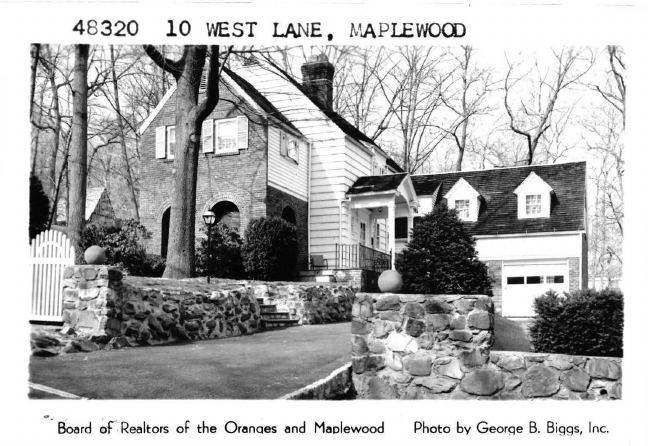 48320 10 WEST LANE, MAPLEWOOD
Board of Realtors of the Oranges and Maplewood Photo by George B. Biggs, Inc.